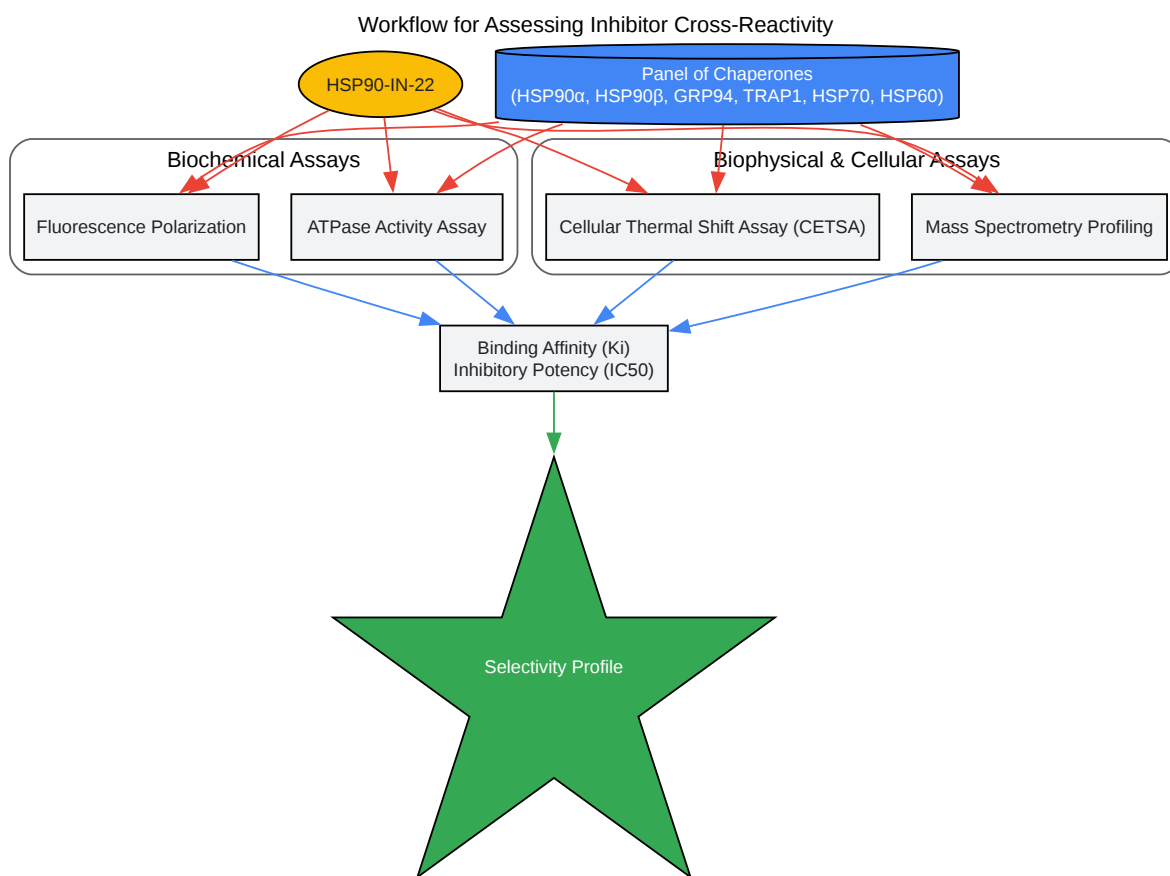 Workflow for Assessing Inhibitor Cross-Reactivity
HSP90-IN-22
Panel of Chaperones
(HSP90α, HSP90β, GRP94, TRAP1, HSP70, HSP60)
Biochemical Assays
Biophysical & Cellular Assays
Fluorescence Polarization
ATPase Activity Assay
Cellular Thermal Shift Assay (CETSA)
Mass Spectrometry Profiling
Binding Affinity (Ki)
Inhibitory Potency (IC50)
Selectivity Profile